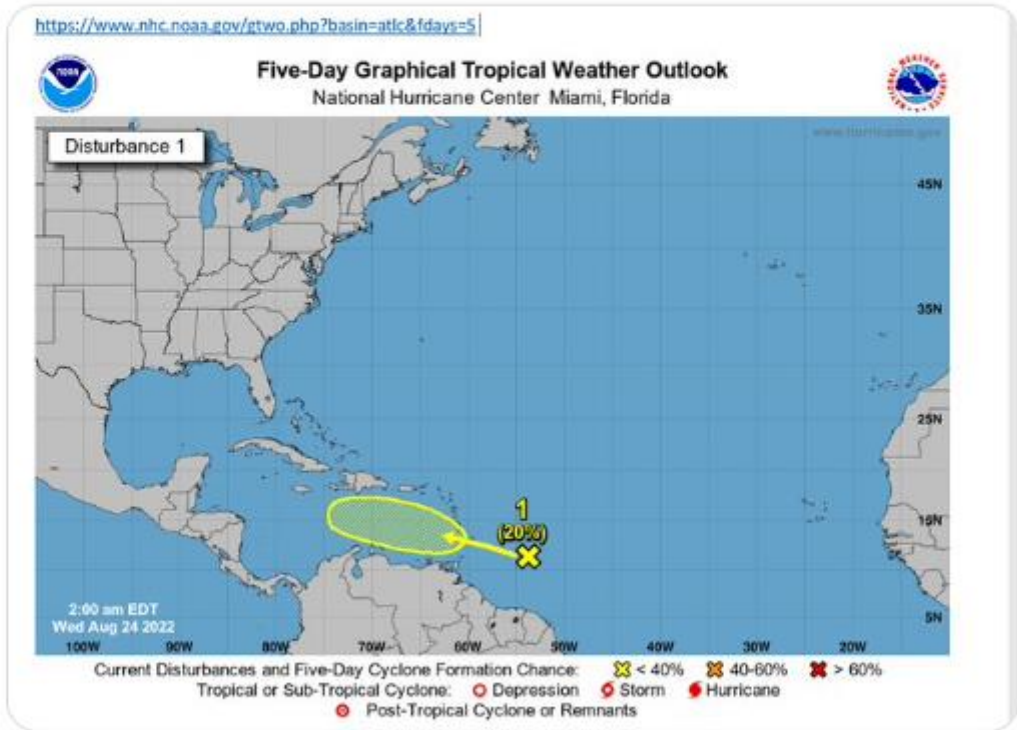 https://www.nhc.noaa.gov/gtwo.php?basin=atlc&fdays=5
NOAA
Five-Day Graphical Tropical Weather Outlook
National Hurricane Center Miami, Florida
NATIONAL WEATHER SERVICE
Disturbance 1
www.hurricanes.gov
45N
35N
25N
1
(20%)
15N
2:00 am EDT
Wed Aug 24 2022
5N
100W 90W 80W 70W 60W 50W 40W 30W 20W
Current Disturbances and Five-Day Cyclone Formation Chance: < 40% 40-60% > 60%
Tropical or Sub-Tropical Cyclone: Depression Storm Hurricane
Post-Tropical Cyclone or Remnants